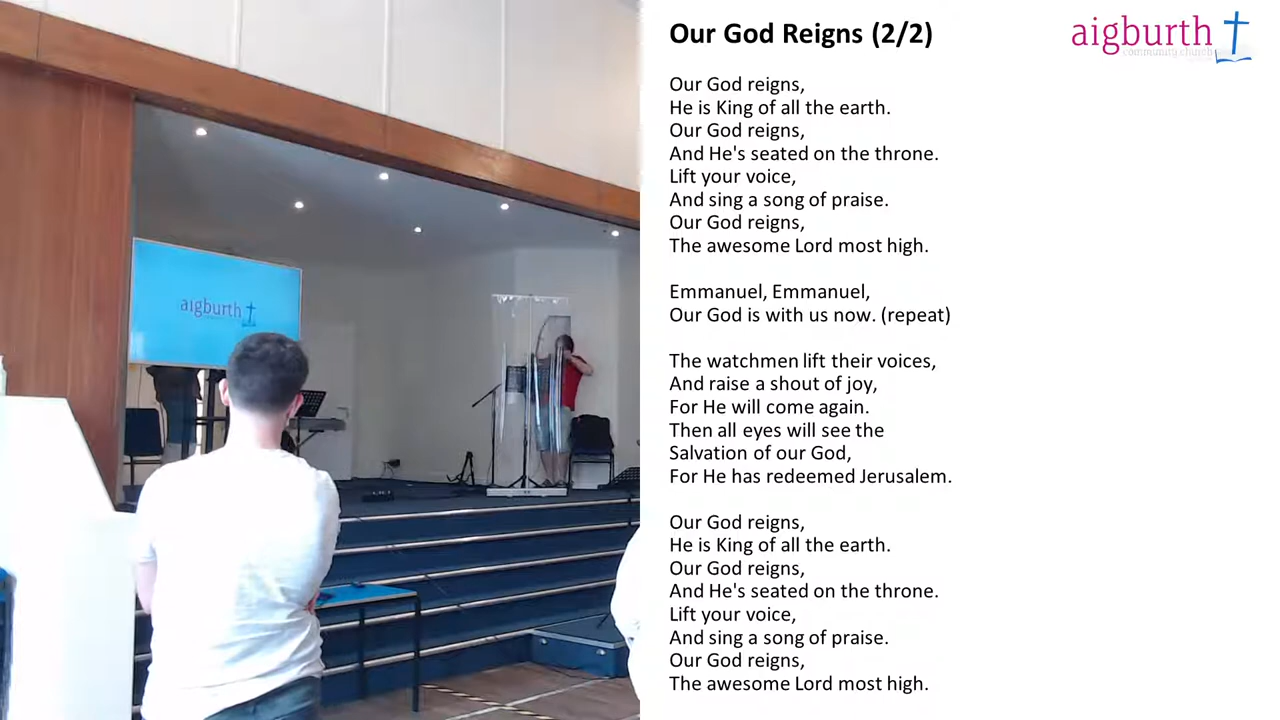 Our God Reigns (2/2)
aigburth
community church
Our God reigns,
He is King of all the earth.
Our God reigns,
And He's seated on the throne.
Lift your voice,
And sing a song of praise.
Our God reigns,
The awesome Lord most high.
Emmanuel, Emmanuel,
Our God is with us now. (repeat)
The watchmen lift their voices,
And raise a shout of joy,
For He will come again.
Then all eyes will see the
Salvation of our God,
For He has redeemed Jerusalem.
Our God reigns,
He is King of all the earth.
Our God reigns,
And He's seated on the throne.
Lift your voice,
And sing a song of praise.
Our God reigns,
The awesome Lord most high.
aigburth